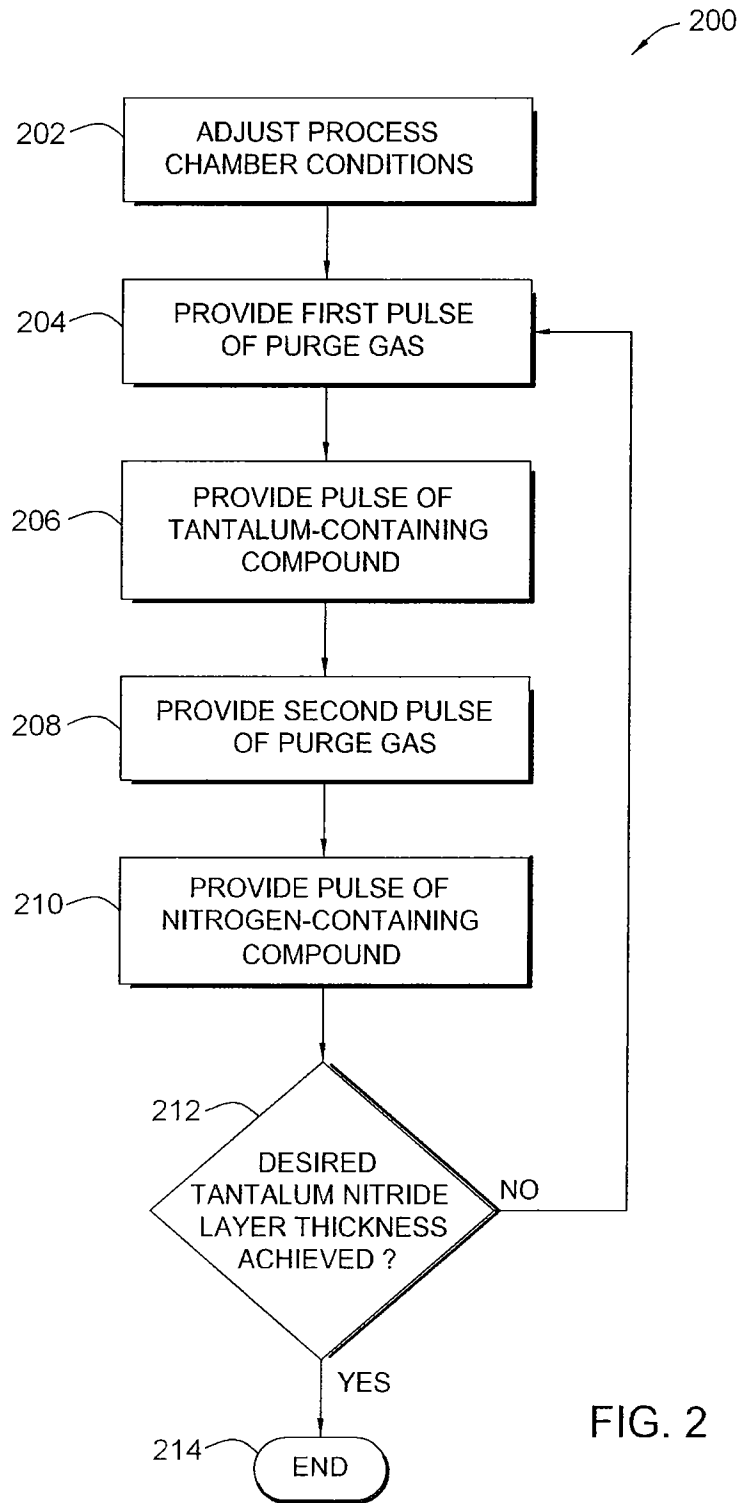 200
202
ADJUST PROCESS
CHAMBER CONDITIONS
204
PROVIDE FIRST PULSE
OF PURGE GAS
206
PROVIDE PULSE OF
TANTALUM-CONTAINING
COMPOUND
208
PROVIDE SECOND PULSE
OF PURGE GAS
210
PROVIDE PULSE OF
NITROGEN-CONTAINING
COMPOUND
212
DESIRED
TANTALUM NITRIDE
LAYER THICKNESS
ACHIEVED ?
NO
YES
214
END
FIG. 2